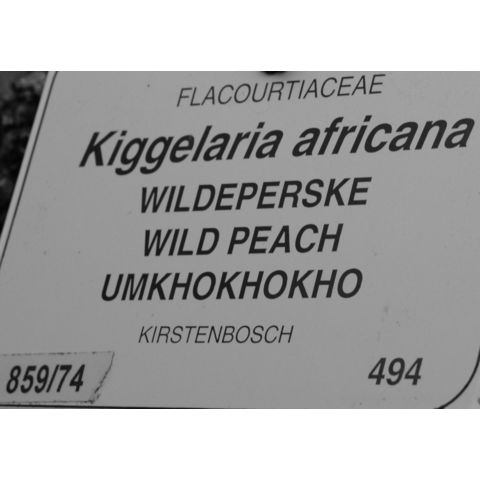 FLACOURTIACEAE
Kiggelaria africana
WILDEPERSKE
WILD PEACH
UMKHOKHOKHO
KIRSTENBOSCH
859/74
494